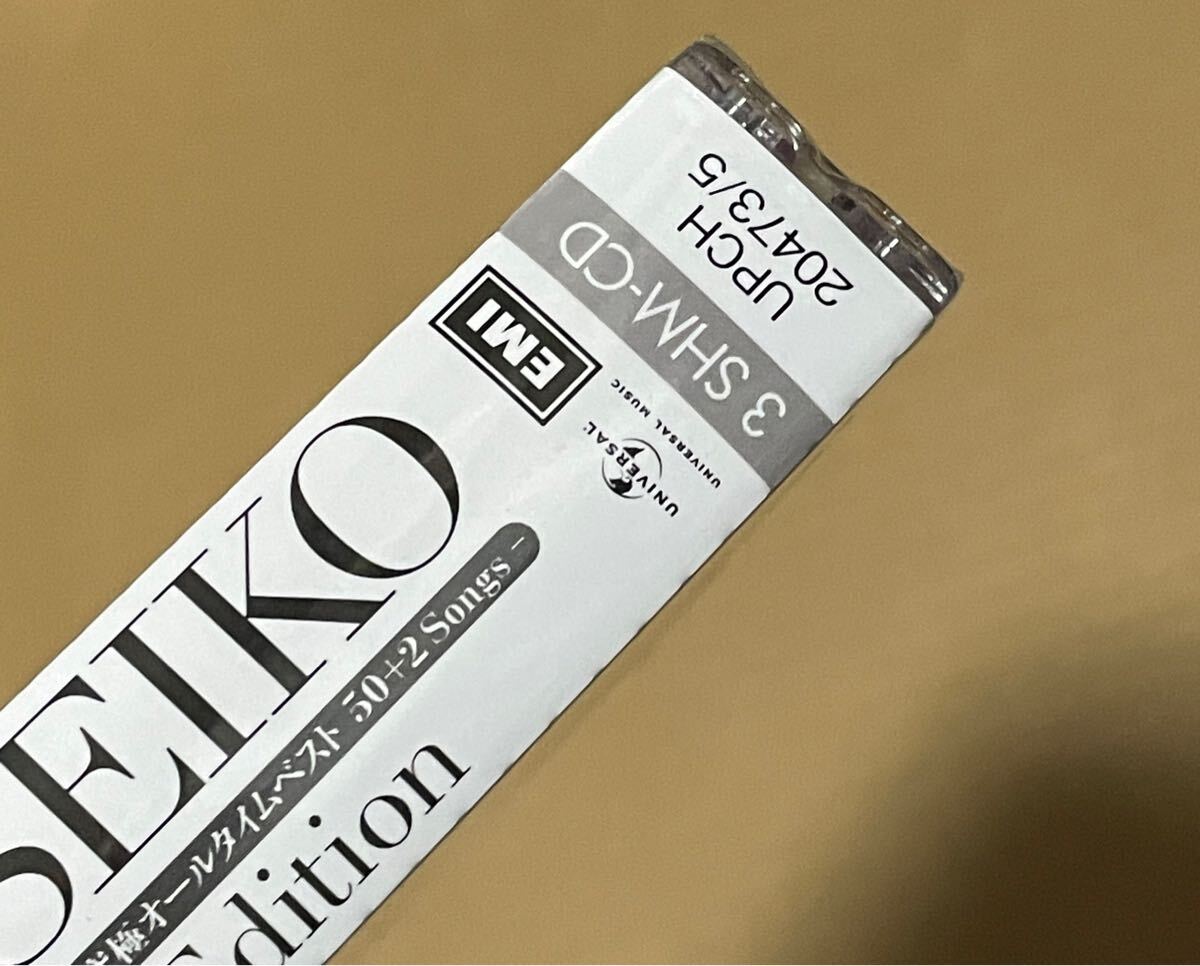 SEIKO
究極オールタイムベスト 50+2 Songs -
Edition
EMI
UNIVERSAL
UNIVERSAL MUSIC
3 SHM-CD
UPCH
20473/5